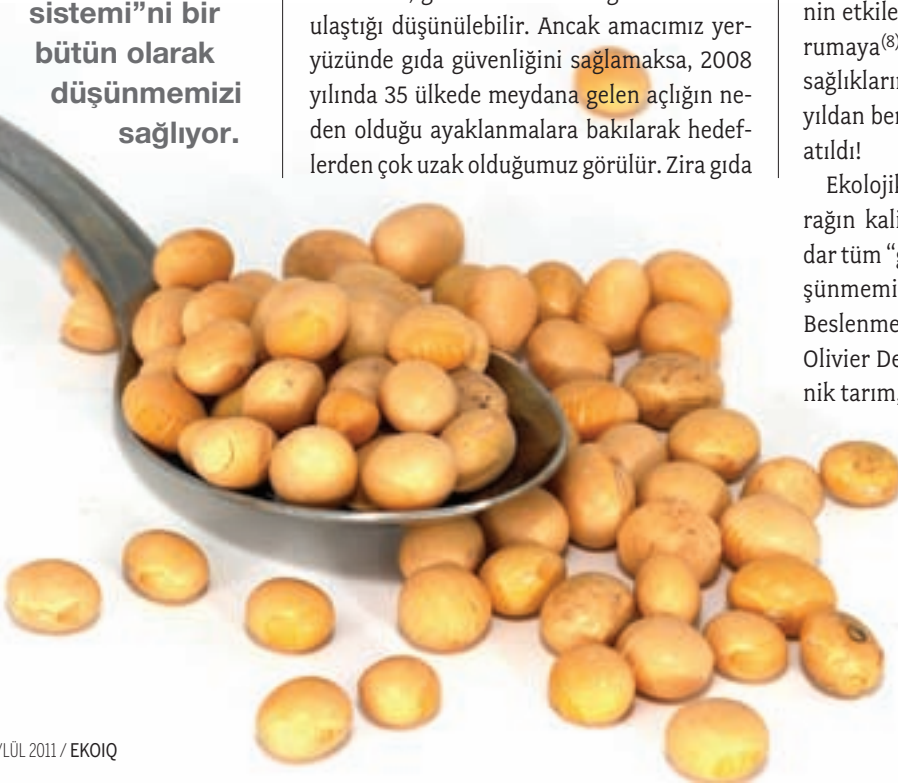 sistemi”ni bir
bütün olarak
düşünmemizi
sağlıyor.
ulaştığı düşünülebilir. Ancak amacımız yer-
yüzünde gıda güvenliğini sağlamaksa, 2008
yılında 35 ülkede meydana gelen açlığın ne-
den olduğu ayaklanmalara bakılarak hedef-
lerden çok uzak olduğumuz görülür. Zira gıda
nin etkile
rumaya(8)
sağlıkların
yıldan ber
atıldı!
Ekolojik
rağın kali
dar tüm “g
şünmemi
Beslenme
Olivier De
nik tarım,
YLÜL 2011 / EKOIQ